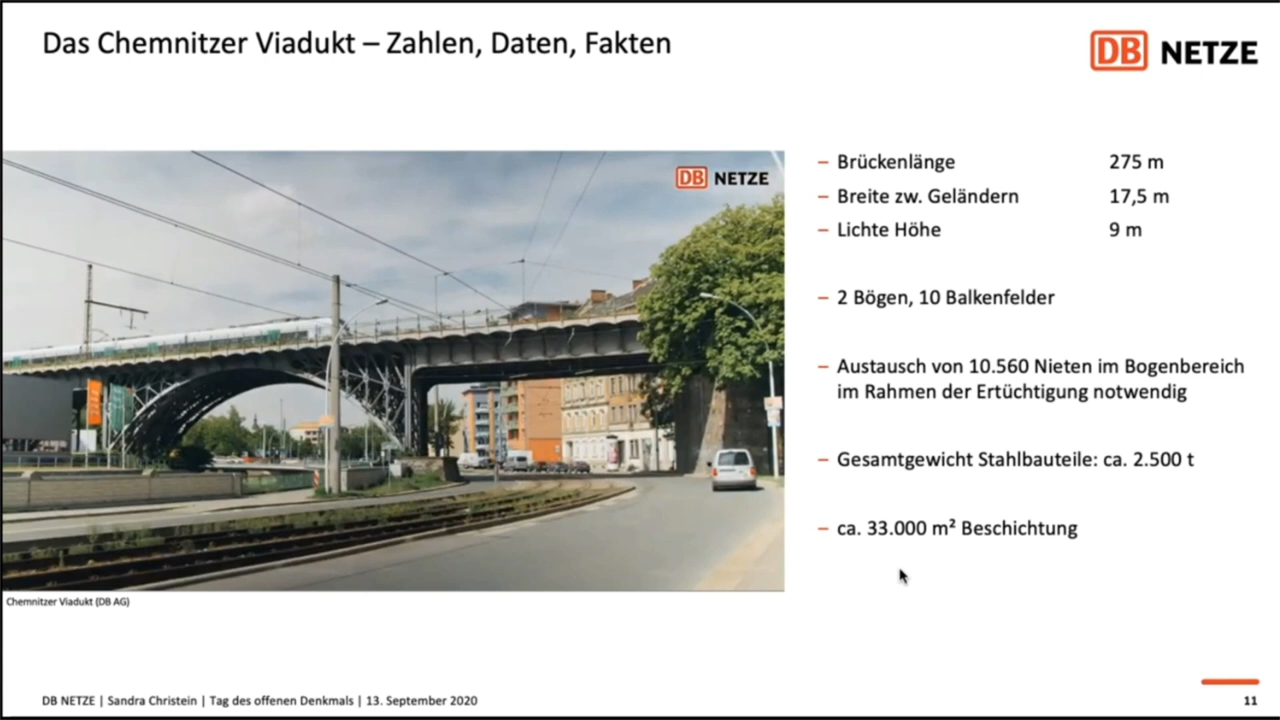 Das Chemnitzer Viadukt – Zahlen, Daten, Fakten
DB NETZE
DB NETZE
– Brückenlänge 275 m
– Breite zw. Geländern 17,5 m
– Lichte Höhe 9 m
– 2 Bögen, 10 Balkenfelder
– Austausch von 10.560 Nieten im Bogenbereich
im Rahmen der Ertüchtigung notwendig
– Gesamtgewicht Stahlbauteile: ca. 2.500 t
– ca. 33.000 m² Beschichtung
Chemnitzer Viadukt (DB AG)
DB NETZE | Sandra Christein | Tag des offenen Denkmals | 13. September 2020
11